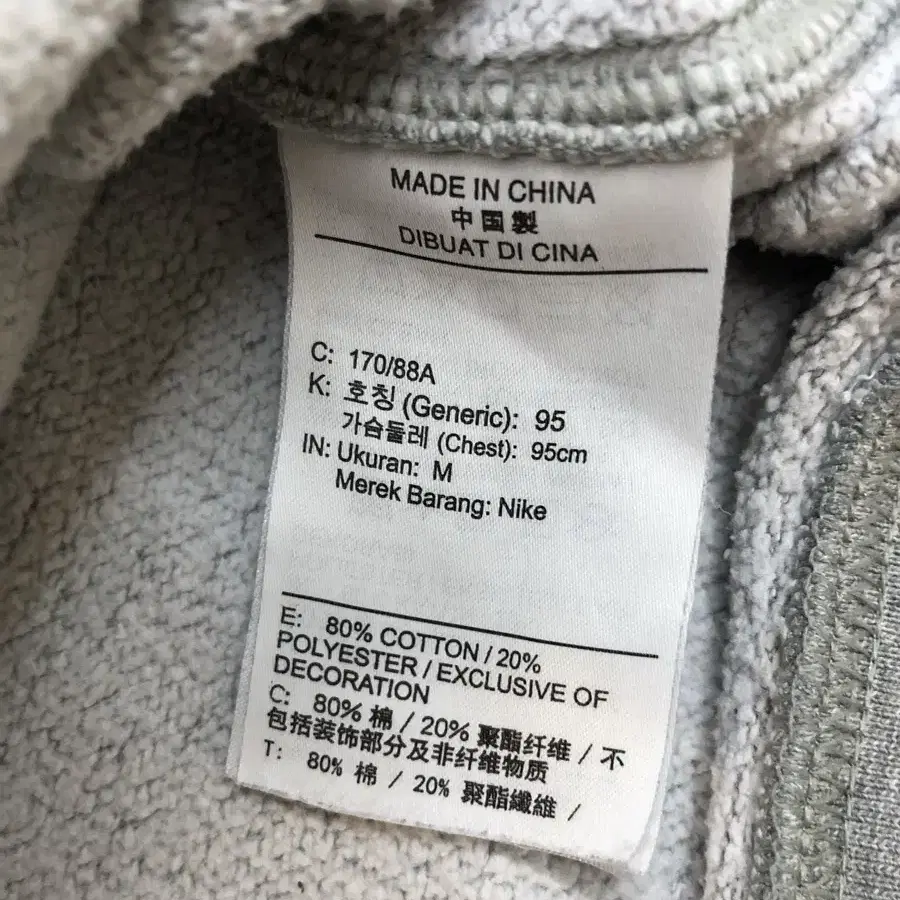 MADE IN CHINA
中国製
DIBUAT DI CINA
C: 170/88A
K: 호칭 (Generic): 95
가슴둘레 (Chest): 95cm
IN: Ukuran: M
Merek Barang: Nike
E: 80% COTTON / 20%
POLYESTER / EXCLUSIVE OF
DECORATION
C: 80% 棉 / 20% 聚酯纤维 / 不
包括装饰部分及非纤维物质
T: 80% 棉 / 20% 聚酯纖維 /